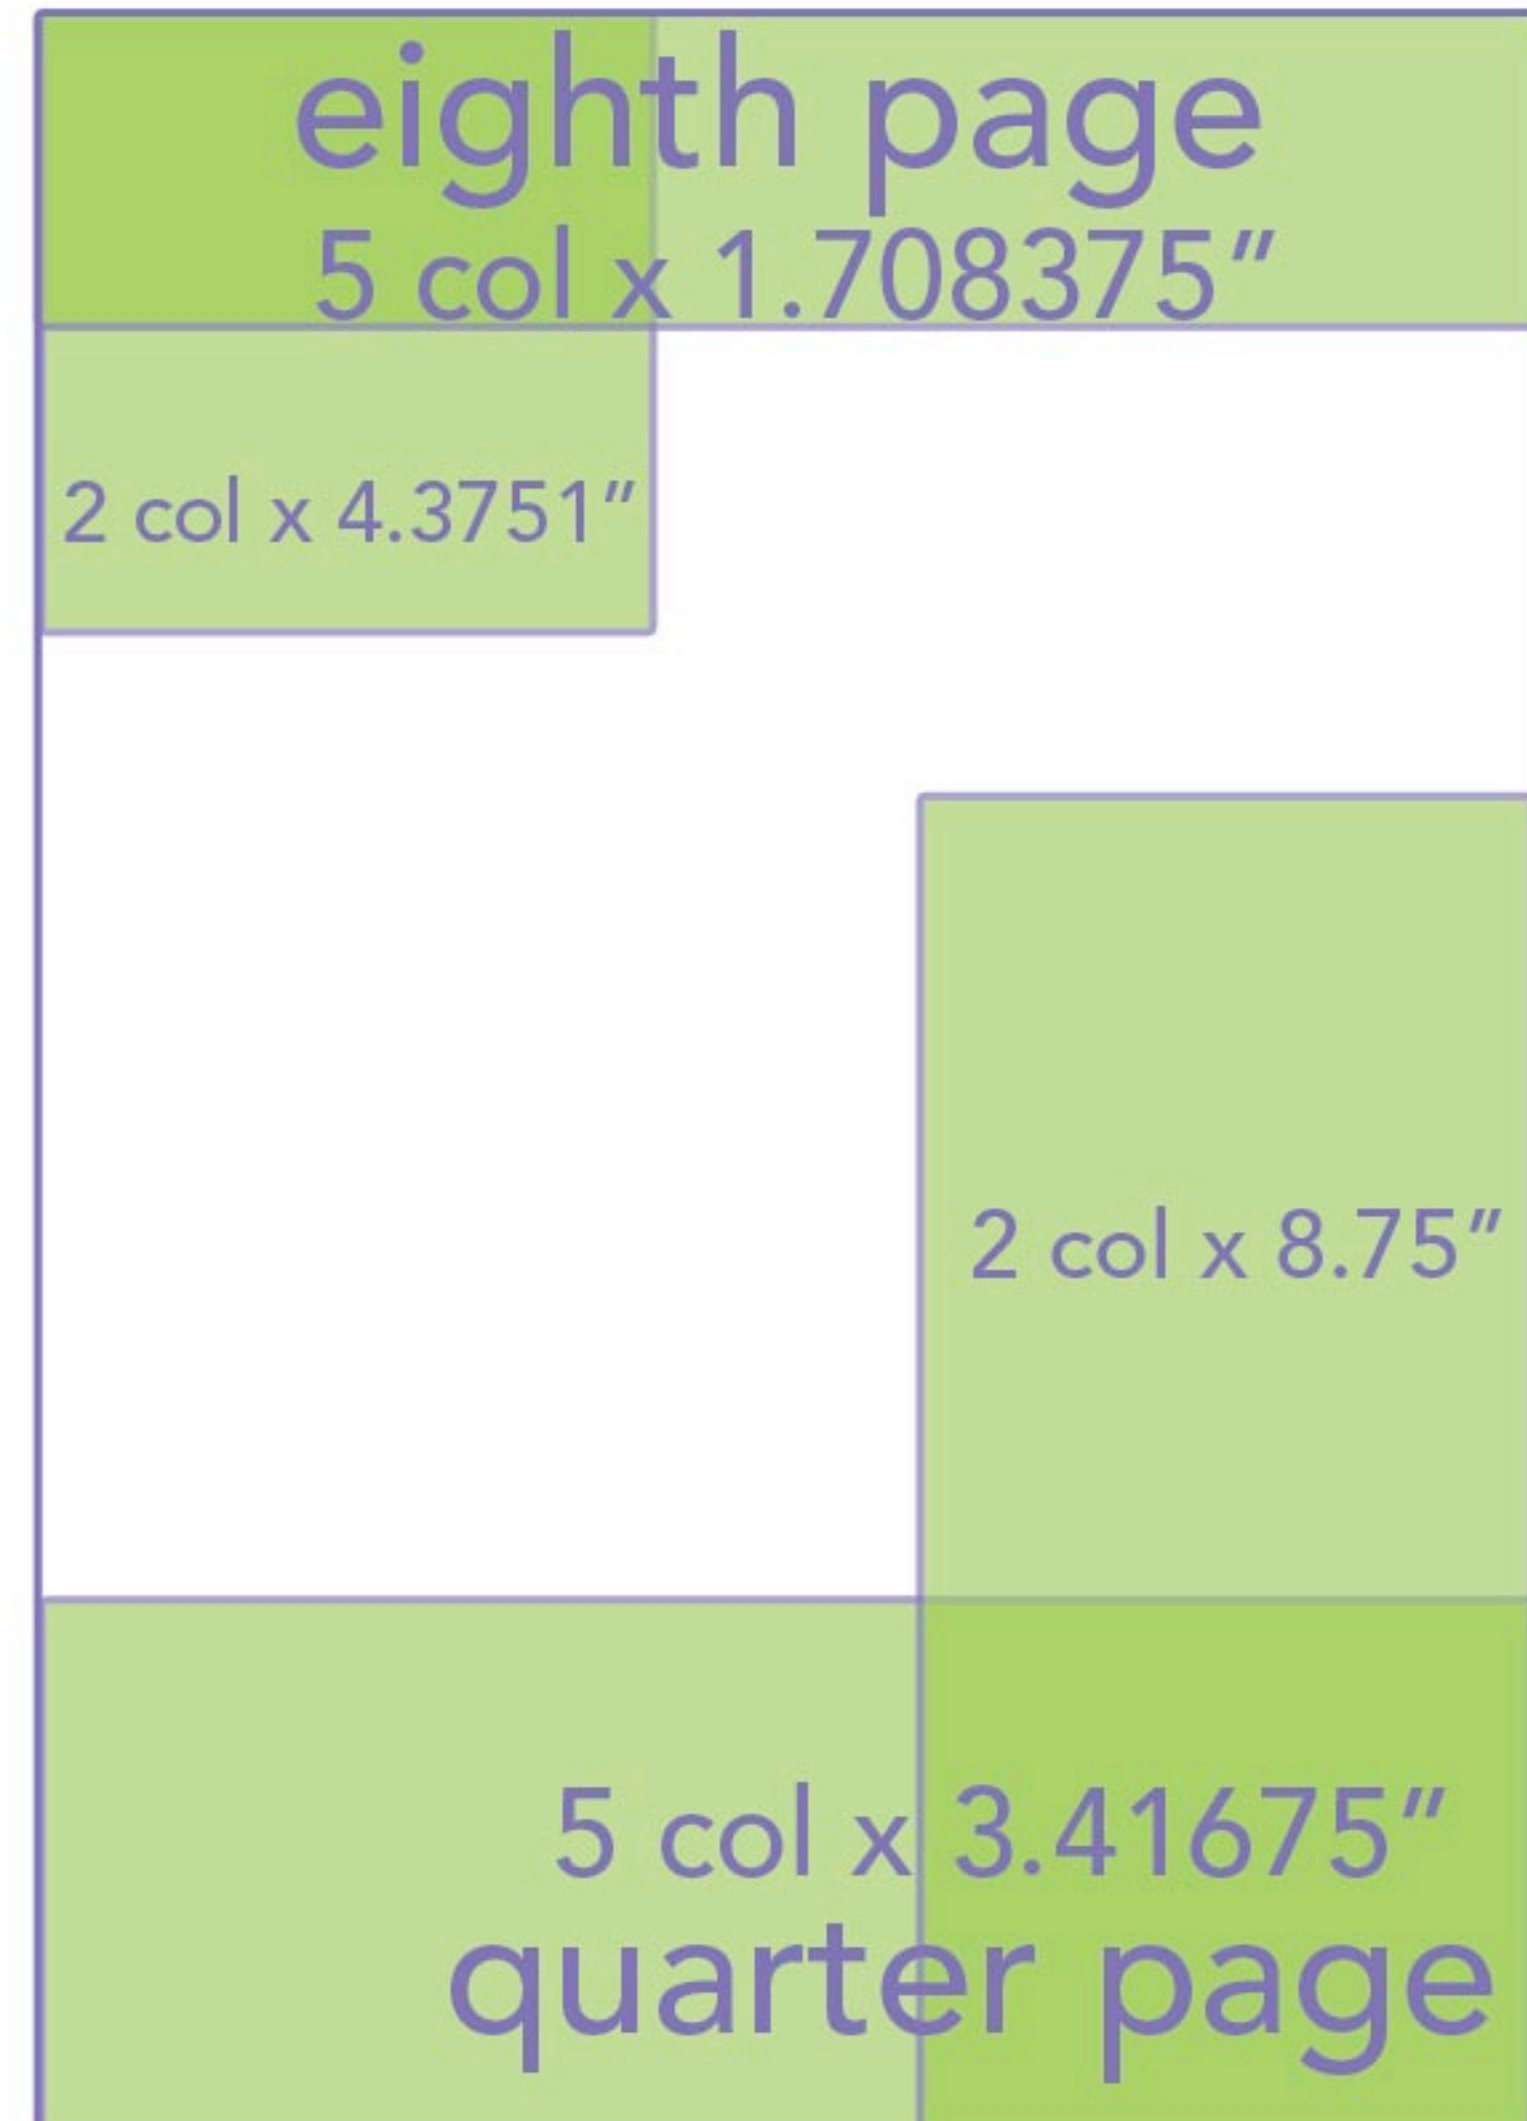 eighth page
5 col x 1.708375″
2 col x 4.3751″
2 col x 8.75″
5 col x 3.41675″
quarter page